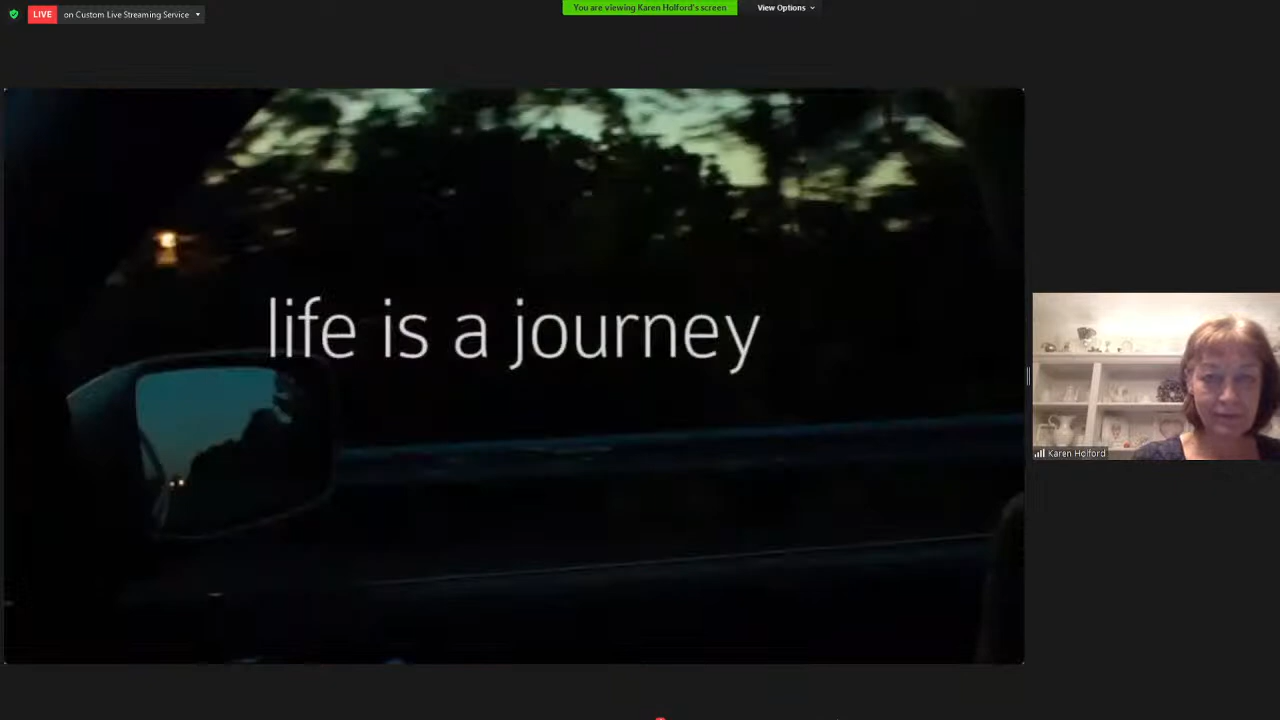 LIVE on Custom Live Streaming Service
You are viewing Karen Holford's screen
View Options
life is a journey
Karen Holford